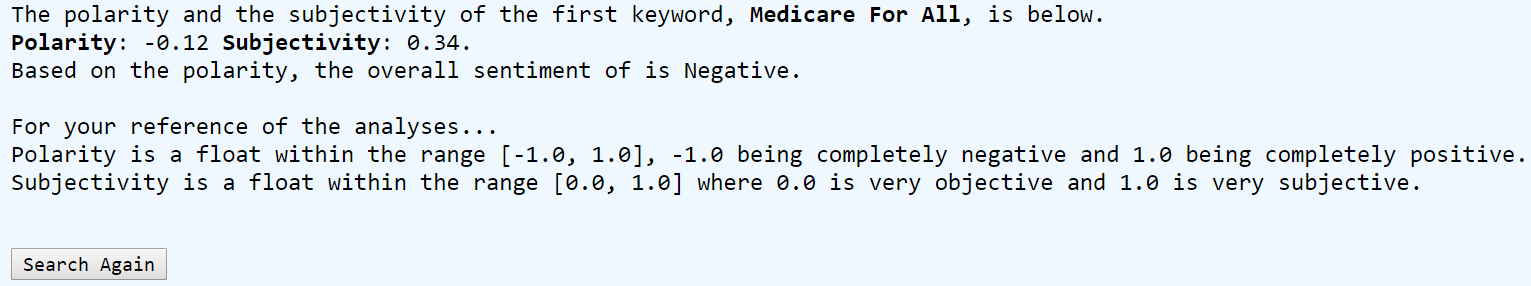 The polarity and the subjectivity of the first keyword, Medicare For All, is below.
Polarity: -0.12 Subjectivity: 0.34.
Based on the polarity, the overall sentiment of is Negative.
For your reference of the analyses...
Polarity is a float within the range [-1.0, 1.0], -1.0 being completely negative and 1.0 being completely positive.
Subjectivity is a float within the range [0.0, 1.0] where 0.0 is very objective and 1.0 is very subjective.
Search Again